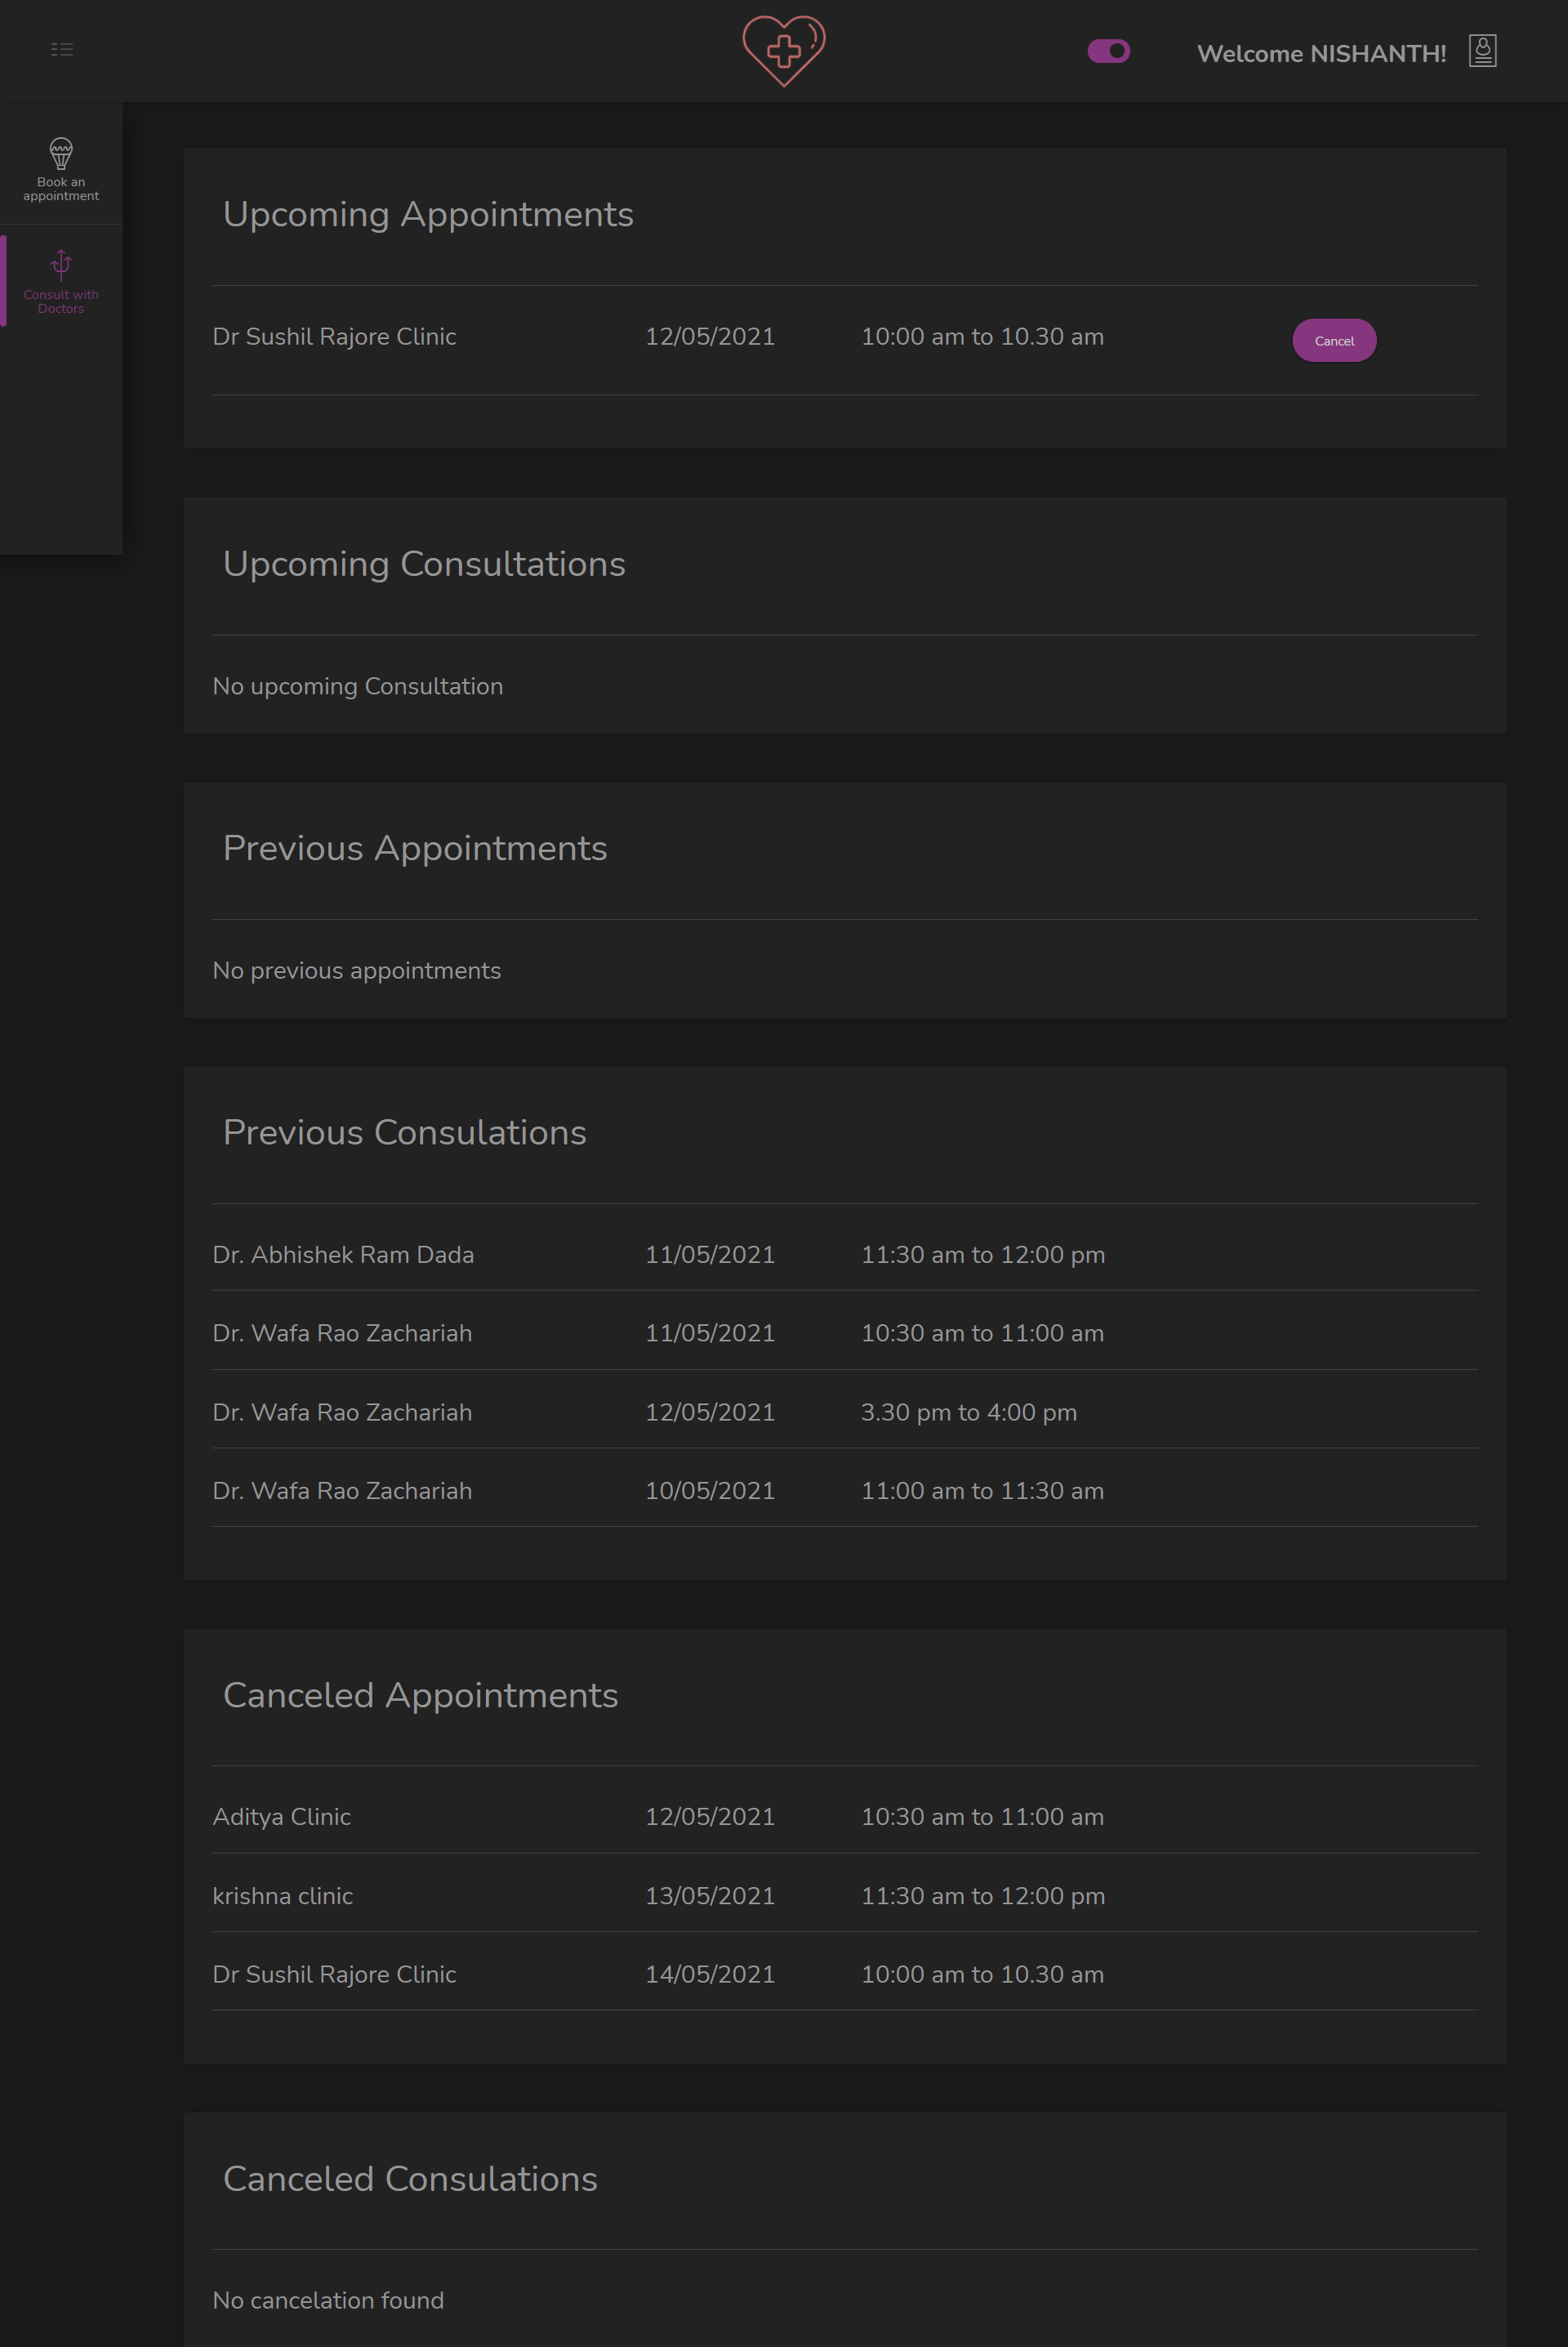 Welcome NISHANTH!
Book an
appointment
Consult with
Doctors
Upcoming Appointments
Dr Sushil Rajore Clinic 12/05/2021 10:00 am to 10.30 am Cancel
Upcoming Consultations
No upcoming Consultation
Previous Appointments
No previous appointments
Previous Consulations
Dr. Abhishek Ram Dada 11/05/2021 11:30 am to 12:00 pm
Dr. Wafa Rao Zachariah 11/05/2021 10:30 am to 11:00 am
Dr. Wafa Rao Zachariah 12/05/2021 3.30 pm to 4:00 pm
Dr. Wafa Rao Zachariah 10/05/2021 11:00 am to 11:30 am
Canceled Appointments
Aditya Clinic 12/05/2021 10:30 am to 11:00 am
krishna clinic 13/05/2021 11:30 am to 12:00 pm
Dr Sushil Rajore Clinic 14/05/2021 10:00 am to 10.30 am
Canceled Consulations
No cancelation found